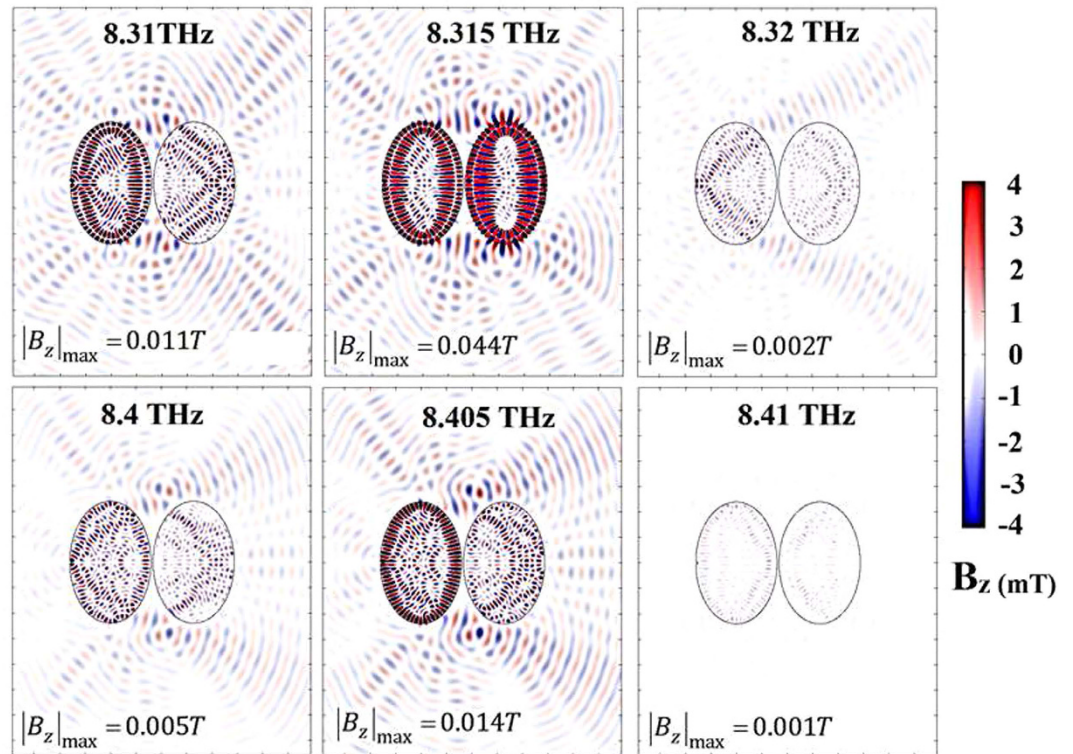 8.31THz
8.315 THz
8.32 THz
|B_z|_max = 0.011T
|B_z|_max = 0.044T
|B_z|_max = 0.002T
8.4 THz
8.405 THz
8.41 THz
|B_z|_max = 0.005T
|B_z|_max = 0.014T
|B_z|_max = 0.001T
4
3
2
1
0
-1
-2
-3
-4
B_z (mT)